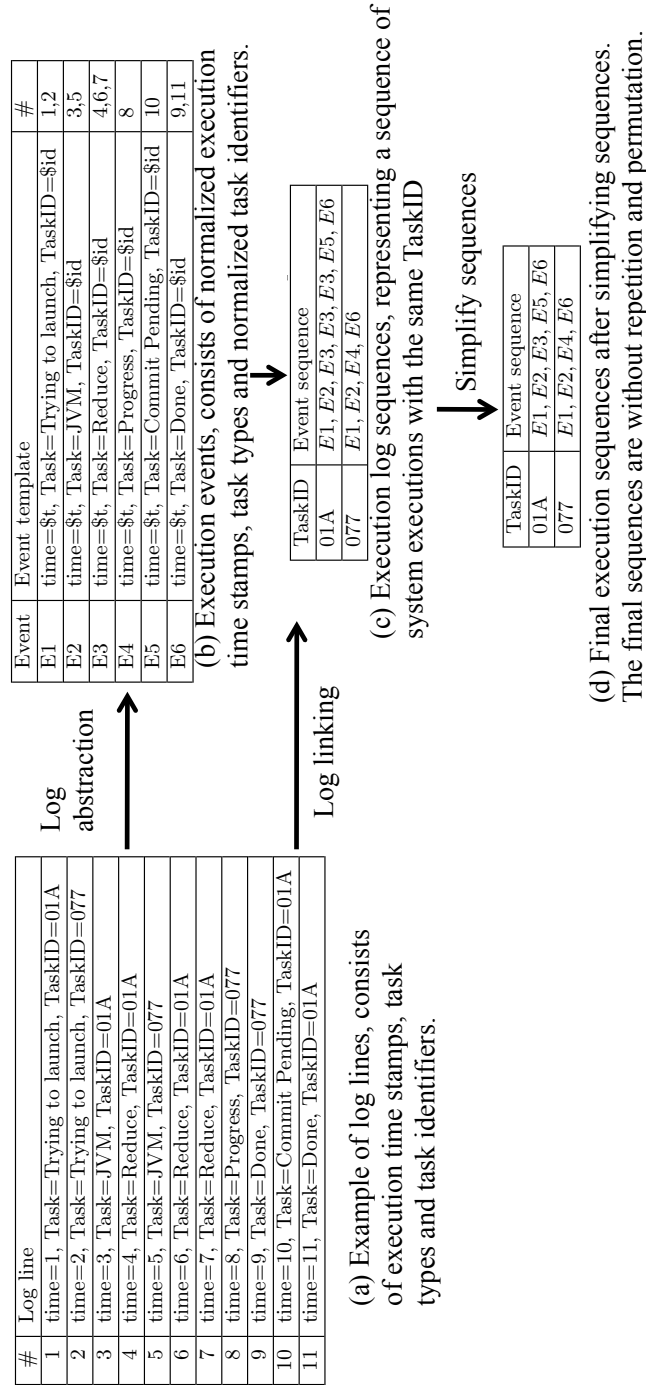 # Log line
1 time=1, Task=Trying to launch, TaskID=01A
2 time=2, Task=Trying to launch, TaskID=077
3 time=3, Task=JVM, TaskID=01A
4 time=4, Task=Reduce, TaskID=01A
5 time=5, Task=JVM, TaskID=077
6 time=6, Task=Reduce, TaskID=01A
7 time=7, Task=Reduce, TaskID=01A
8 time=8, Task=Progress, TaskID=077
9 time=9, Task=Done, TaskID=077
10 time=10, Task=Commit Pending, TaskID=01A
11 time=11, Task=Done, TaskID=01A
(a) Example of log lines, consists
of execution time stamps, task
types and task identifiers.
Log
abstraction
Event Event template #
E1 time=$t, Task=Trying to launch, TaskID=$id 1,2
E2 time=$t, Task=JVM, TaskID=$id 3,5
E3 time=$t, Task=Reduce, TaskID=$id 4,6,7
E4 time=$t, Task=Progress, TaskID=$id 8
E5 time=$t, Task=Commit Pending, TaskID=$id 10
E6 time=$t, Task=Done, TaskID=$id 9,11
(b) Execution events, consists of normalized execution
time stamps, task types and normalized task identifiers.
Log linking
TaskID Event sequence
01A E1, E2, E3, E3, E3, E5, E6
077 E1, E2, E4, E6
(c) Execution log sequences, representing a sequence of
system executions with the same TaskID
Simplify sequences
TaskID Event sequence
01A E1, E2, E3, E5, E6
077 E1, E2, E4, E6
(d) Final execution sequences after simplifying sequences.
The final sequences are without repetition and permutation.